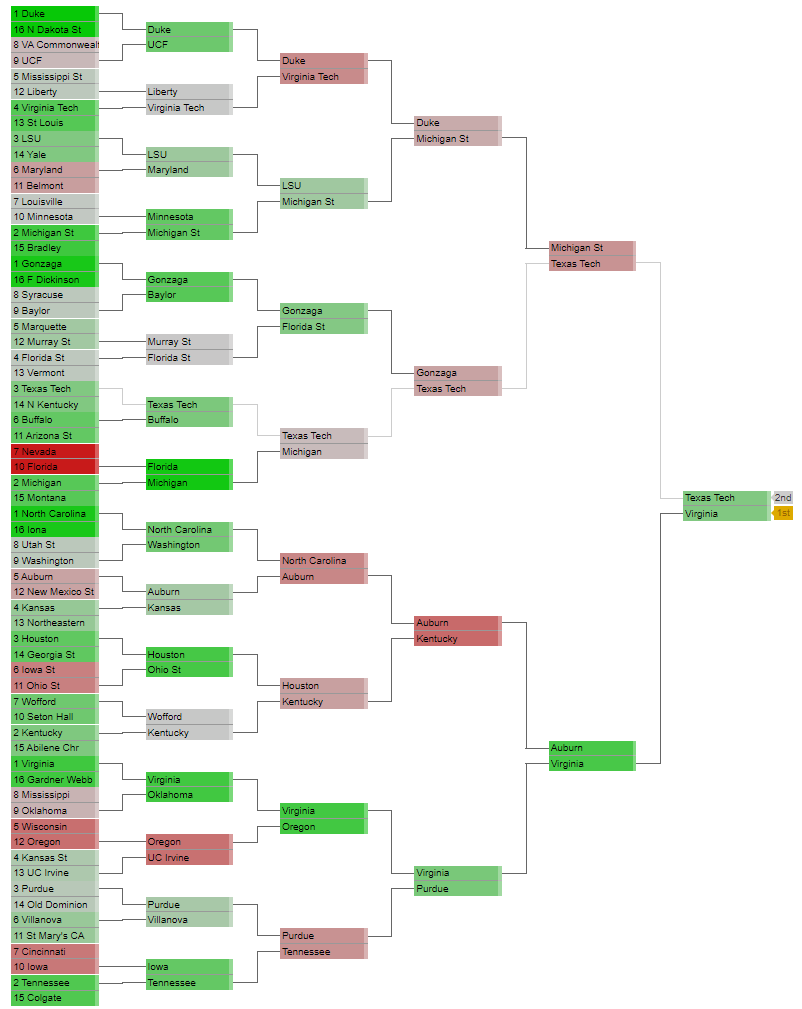 1 Duke
16 N Dakota St
8 VA Commonwealt
9 UCF
5 Mississippi St
12 Liberty
4 Virginia Tech
13 St Louis
3 LSU
14 Yale
6 Maryland
11 Belmont
7 Louisville
10 Minnesota
2 Michigan St
15 Bradley
1 Gonzaga
16 F Dickinson
8 Syracuse
9 Baylor
5 Marquette
12 Murray St
4 Florida St
13 Vermont
3 Texas Tech
14 N Kentucky
6 Buffalo
11 Arizona St
7 Nevada
10 Florida
2 Michigan
15 Montana
1 North Carolina
16 Iona
8 Utah St
9 Washington
5 Auburn
12 New Mexico St
4 Kansas
13 Northeastern
3 Houston
14 Georgia St
6 Iowa St
11 Ohio St
7 Wofford
10 Seton Hall
2 Kentucky
15 Abilene Chr
1 Virginia
16 Gardner Webb
8 Mississippi
9 Oklahoma
5 Wisconsin
12 Oregon
4 Kansas St
13 UC Irvine
3 Purdue
14 Old Dominion
6 Villanova
11 St Mary's CA
7 Cincinnati
10 Iowa
2 Tennessee
15 Colgate
Duke
UCF
Liberty
Virginia Tech
LSU
Maryland
Minnesota
Michigan St
Gonzaga
Baylor
Murray St
Florida St
Texas Tech
Buffalo
Florida
Michigan
North Carolina
Washington
Auburn
Kansas
Houston
Ohio St
Wofford
Kentucky
Virginia
Oklahoma
Oregon
UC Irvine
Purdue
Villanova
Iowa
Tennessee
Duke
Virginia Tech
LSU
Michigan St
Gonzaga
Florida St
Texas Tech
Michigan
North Carolina
Auburn
Houston
Kentucky
Virginia
Oregon
Purdue
Tennessee
Duke
Michigan St
Gonzaga
Texas Tech
Auburn
Kentucky
Virginia
Purdue
Michigan St
Texas Tech
Auburn
Virginia
Texas Tech
Virginia
2nd
1st